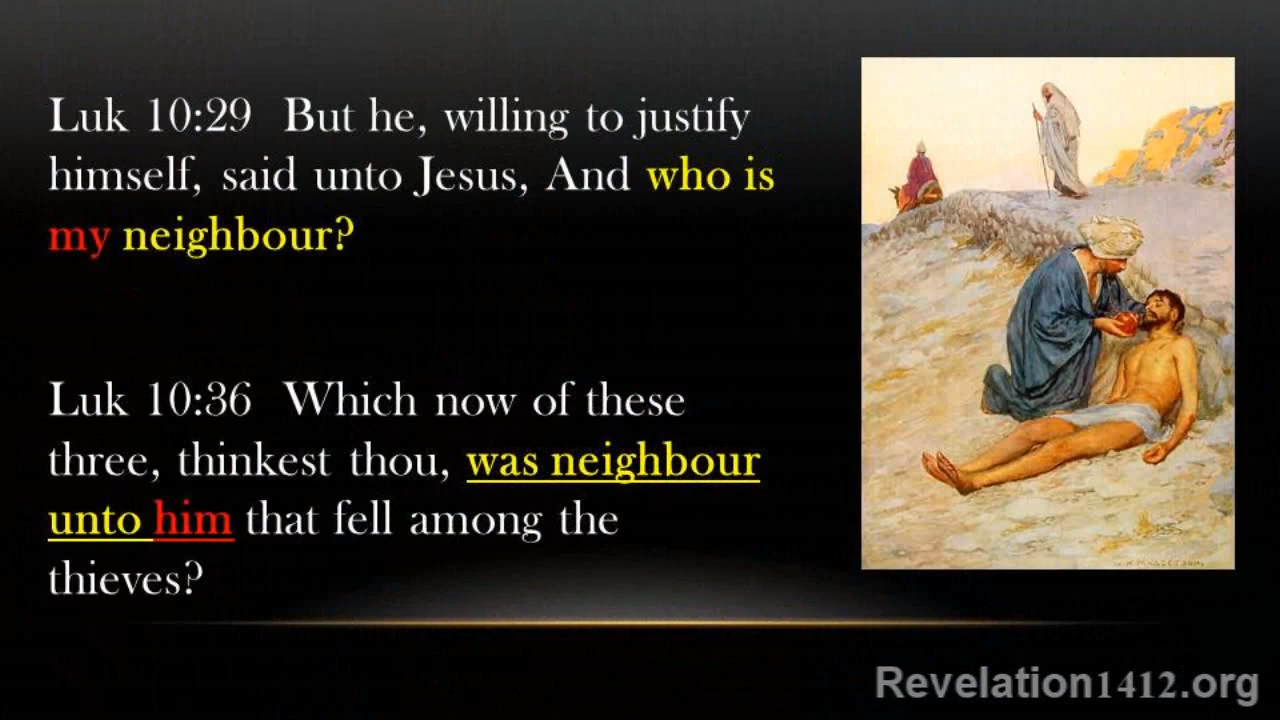 Luk 10:29  But he, willing to justify
himself, said unto Jesus, And who is
my neighbour?
Luk 10:36  Which now of these
three, thinkest thou, was neighbour
unto him that fell among the
thieves?
Revelation1412.org